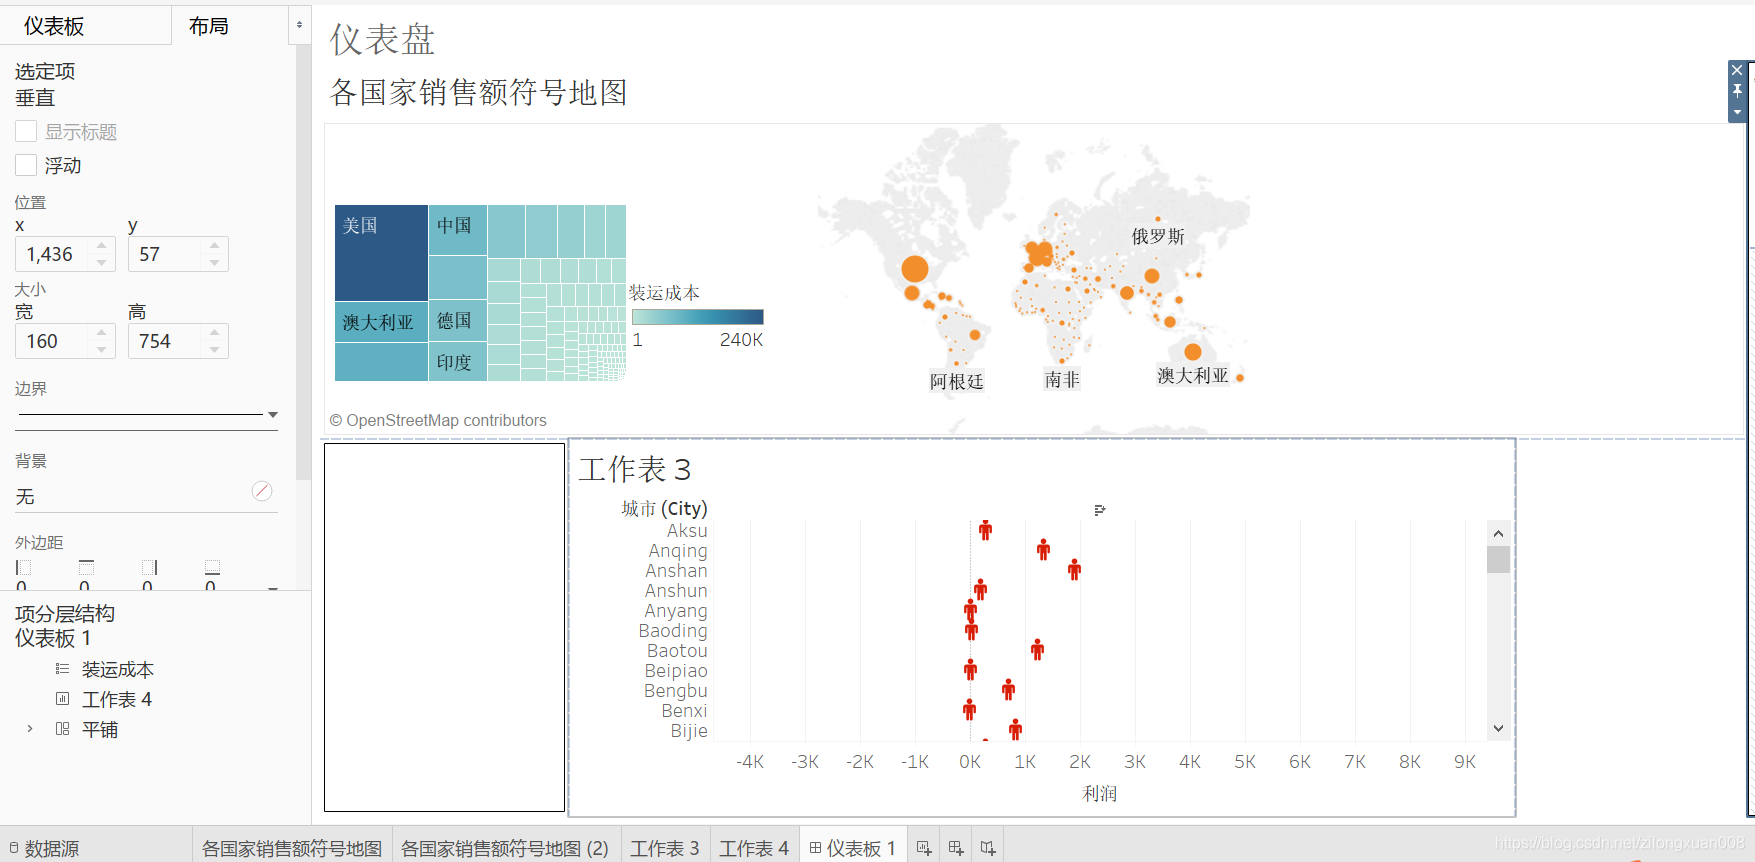 仪表板
布局
选定项
垂直
显示标题
浮动
位置
x y
1,436 57
大小
宽 高
160 754
边界
背景
无
外边距
0 0 0 0
项分层结构
仪表板 1
装运成本
工作表 4
平铺
仪表盘
各国家销售额符号地图
美国
中国
澳大利亚
德国
印度
装运成本
1 240K
俄罗斯
阿根廷
南非
澳大利亚
© OpenStreetMap contributors
工作表 3
城市 (City)
Aksu
Anqing
Anshan
Anshun
Anyang
Baoding
Baotou
Beipiao
Bengbu
Benxi
Bijie
-4K -3K -2K -1K 0K 1K 2K 3K 4K 5K 6K 7K 8K 9K
利润
数据源 各国家销售额符号地图 各国家销售额符号地图 (2) 工作表 3 工作表 4 仪表板 1
https://blog.csdn.net/zilongxuan008